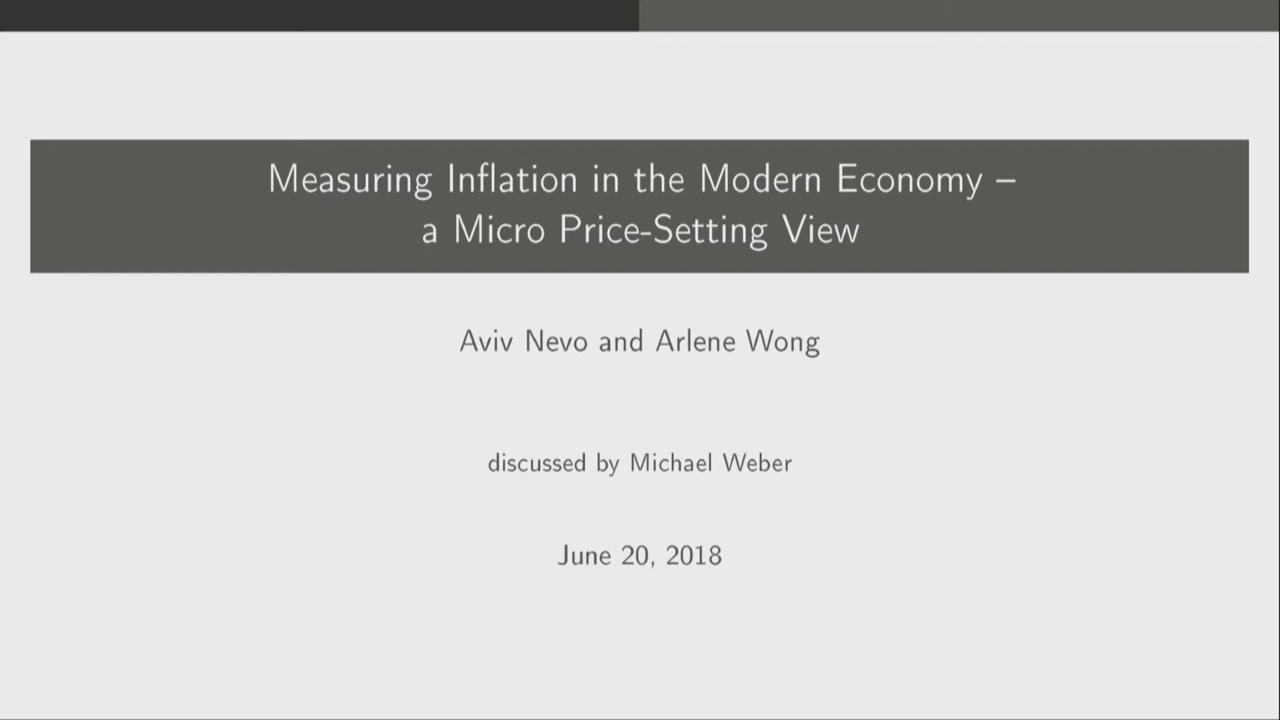 Measuring Inflation in the Modern Economy –
a Micro Price-Setting View
Aviv Nevo and Arlene Wong
discussed by Michael Weber
June 20, 2018